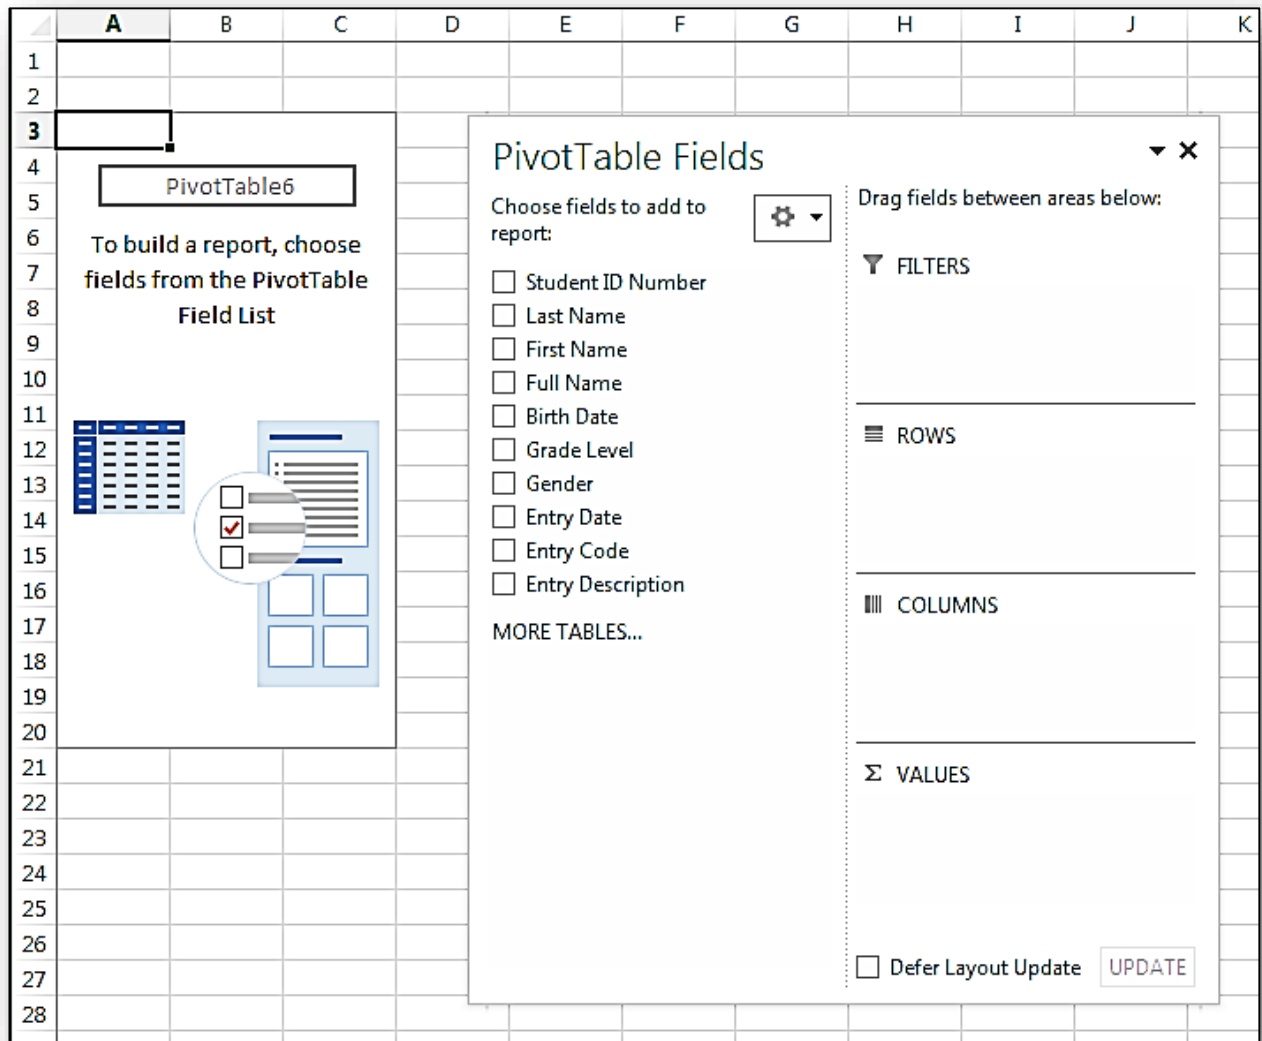 A B C D E F G H I J K
1
2
3
4
5
6
7
8
9
10
11
12
13
14
15
16
17
18
19
20
21
22
23
24
25
26
27
28
PivotTable6
To build a report, choose
fields from the PivotTable
Field List
PivotTable Fields
Choose fields to add to
report:
Student ID Number
Last Name
First Name
Full Name
Birth Date
Grade Level
Gender
Entry Date
Entry Code
Entry Description
MORE TABLES...
Drag fields between areas below:
FILTERS
ROWS
COLUMNS
Σ VALUES
Defer Layout Update
UPDATE